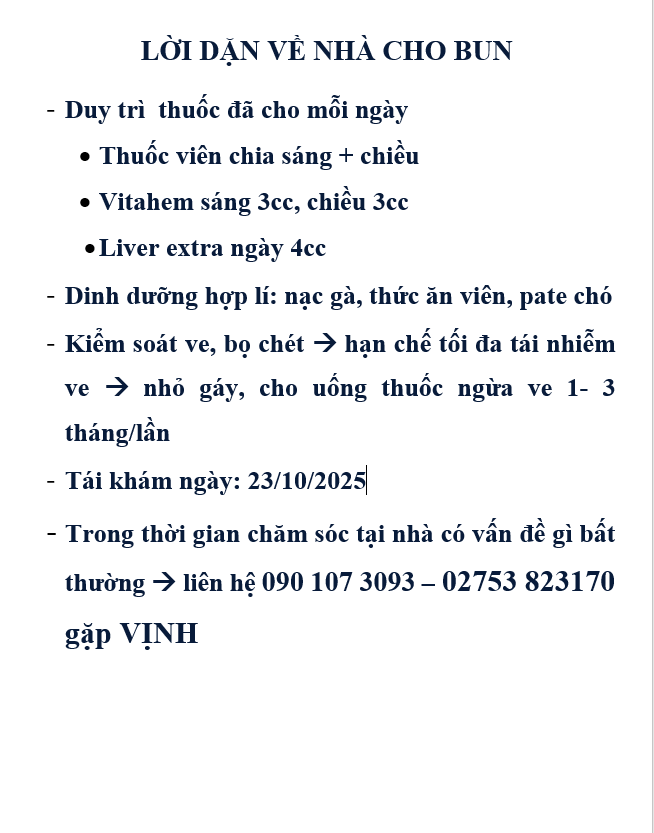 LỜI DẶN VỀ NHÀ CHO BUN
- Duy trì thuốc đã cho mỗi ngày
• Thuốc viên chia sáng + chiều
• Vitahem sáng 3cc, chiều 3cc
• Liver extra ngày 4cc
- Dinh dưỡng hợp lí: nạc gà, thức ăn viên, pate chó
- Kiểm soát ve, bọ chét → hạn chế tối đa tái nhiễm
ve → nhỏ gáy, cho uống thuốc ngừa ve 1- 3
tháng/lần
- Tái khám ngày: 23/10/2025
- Trong thời gian chăm sóc tại nhà có vấn đề gì bất
thường → liên hệ 090 107 3093 – 02753 823170
gặp VỊNH